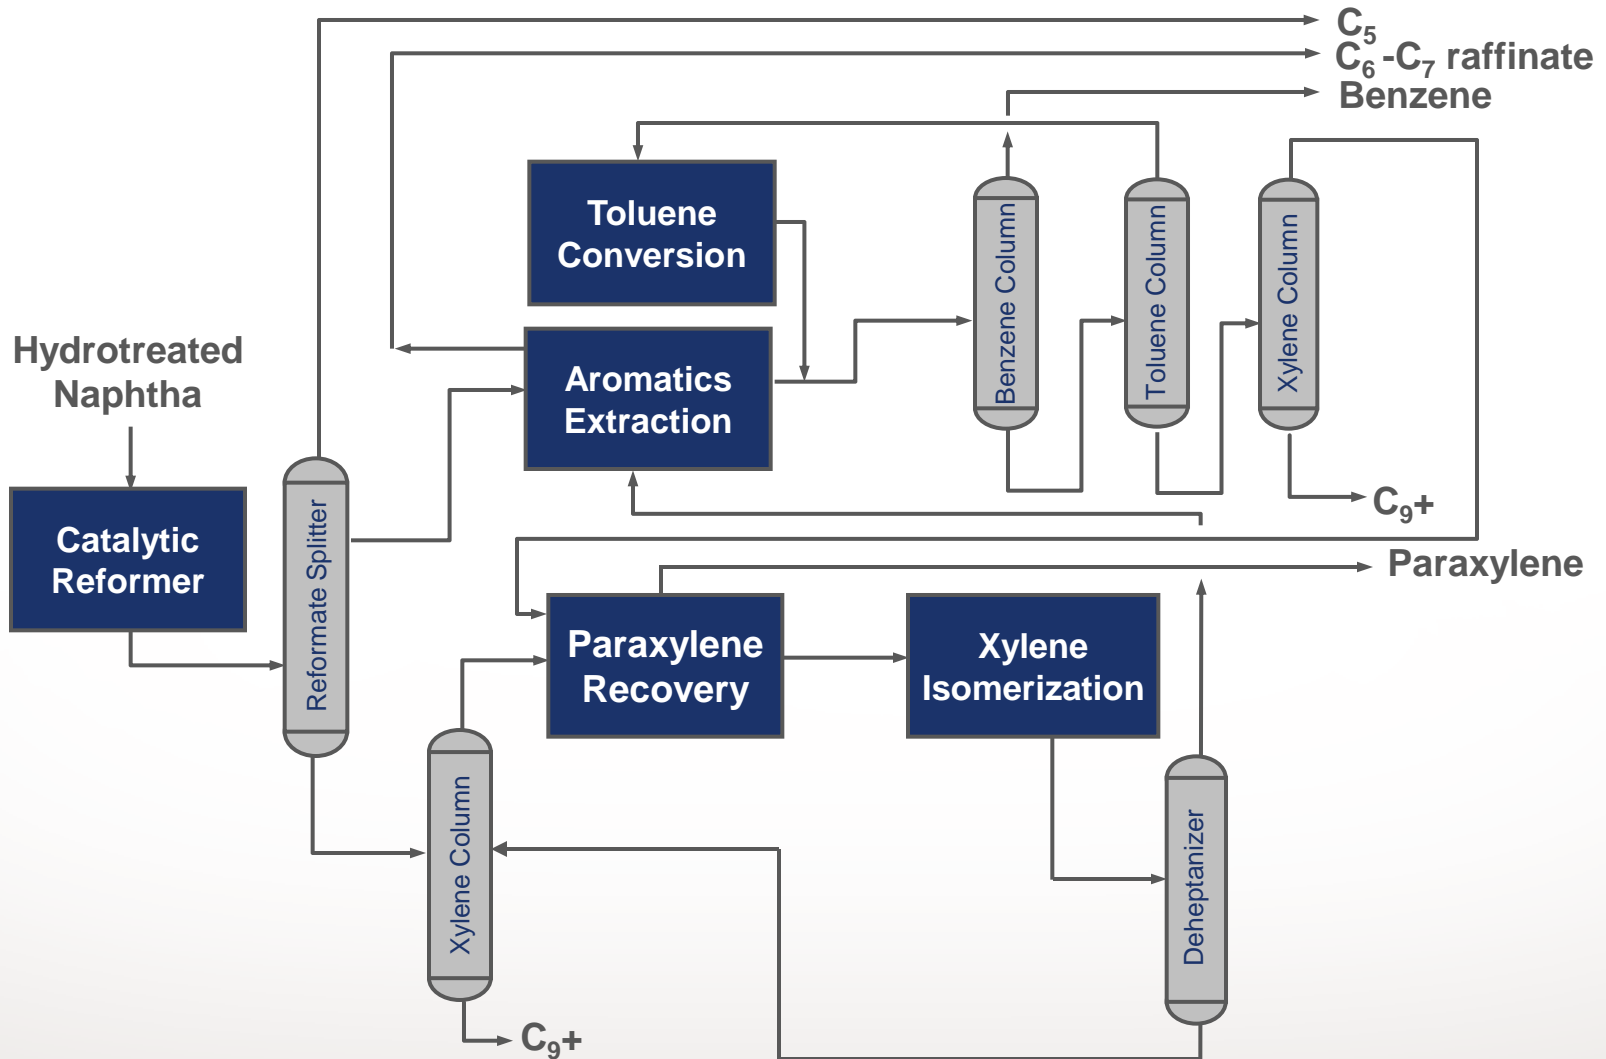 C₅
C₆-C₇ raffinate
Benzene
Toluene
Conversion
Benzene Column
Toluene Column
Xylene Column
Hydrotreated
Naphtha
Aromatics
Extraction
Catalytic
Reformer
Reformate Splitter
C₉+
Paraxylene
Paraxylene
Recovery
Xylene
Isomerization
Xylene Column
Deheptanizer
C₉+